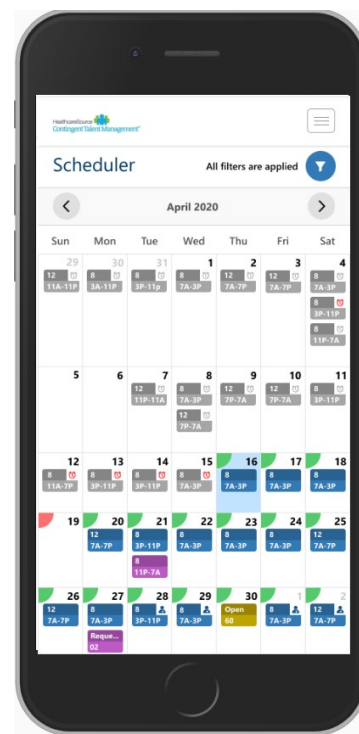 HealthcareSource
Contingent Talent Management
Scheduler
All filters are applied
April 2020
Sun Mon Tue Wed Thu Fri Sat
29 30 31 1 2 3 4
12 8 8 8 12 12 8
11A-11P 3A-11P 3P-11p 7A-3P 7A-7P 7A-7P 7A-3P
8
3P-11P
8
11P-7A
5 6 7 8 9 10 11
12 8 12 12 8
11P-11A 7A-3P 7P-7A 7P-7A 3P-11P
12
7P-7A
12 13 14 15 16 17 18
8 8 8 8 8 8 8
11A-7P 3P-11P 3P-11P 7A-3P 7A-3P 7A-3P 7A-3P
19 20 21 22 23 24 25
12 8 8 8 8 12
7A-7P 3P-11P 7A-3P 7A-3P 7A-3P 7A-7P
8
11P-7A
26 27 28 29 30 1 2
12 8 8 8 Open 8 12
7A-7P 7A-3P 3P-11P 7A-3P 60 7A-3P 7A-7P
Reque...
02